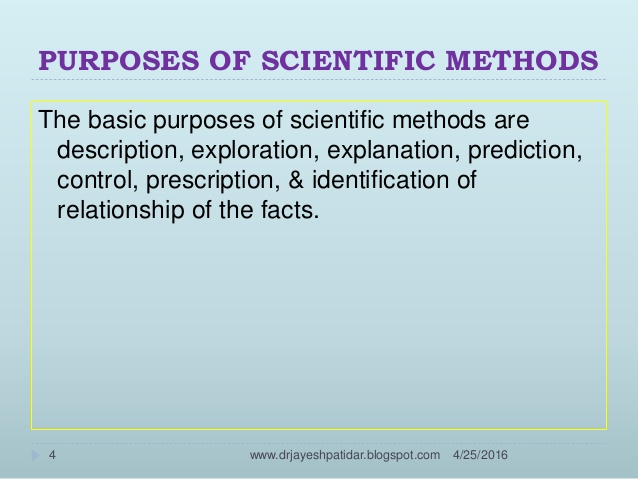 PURPOSES OF SCIENTIFIC METHODS
The basic purposes of scientific methods are
description, exploration, explanation, prediction,
control, prescription, & identification of
relationship of the facts.
4 www.drjayeshpatidar.blogspot.com 4/25/2016